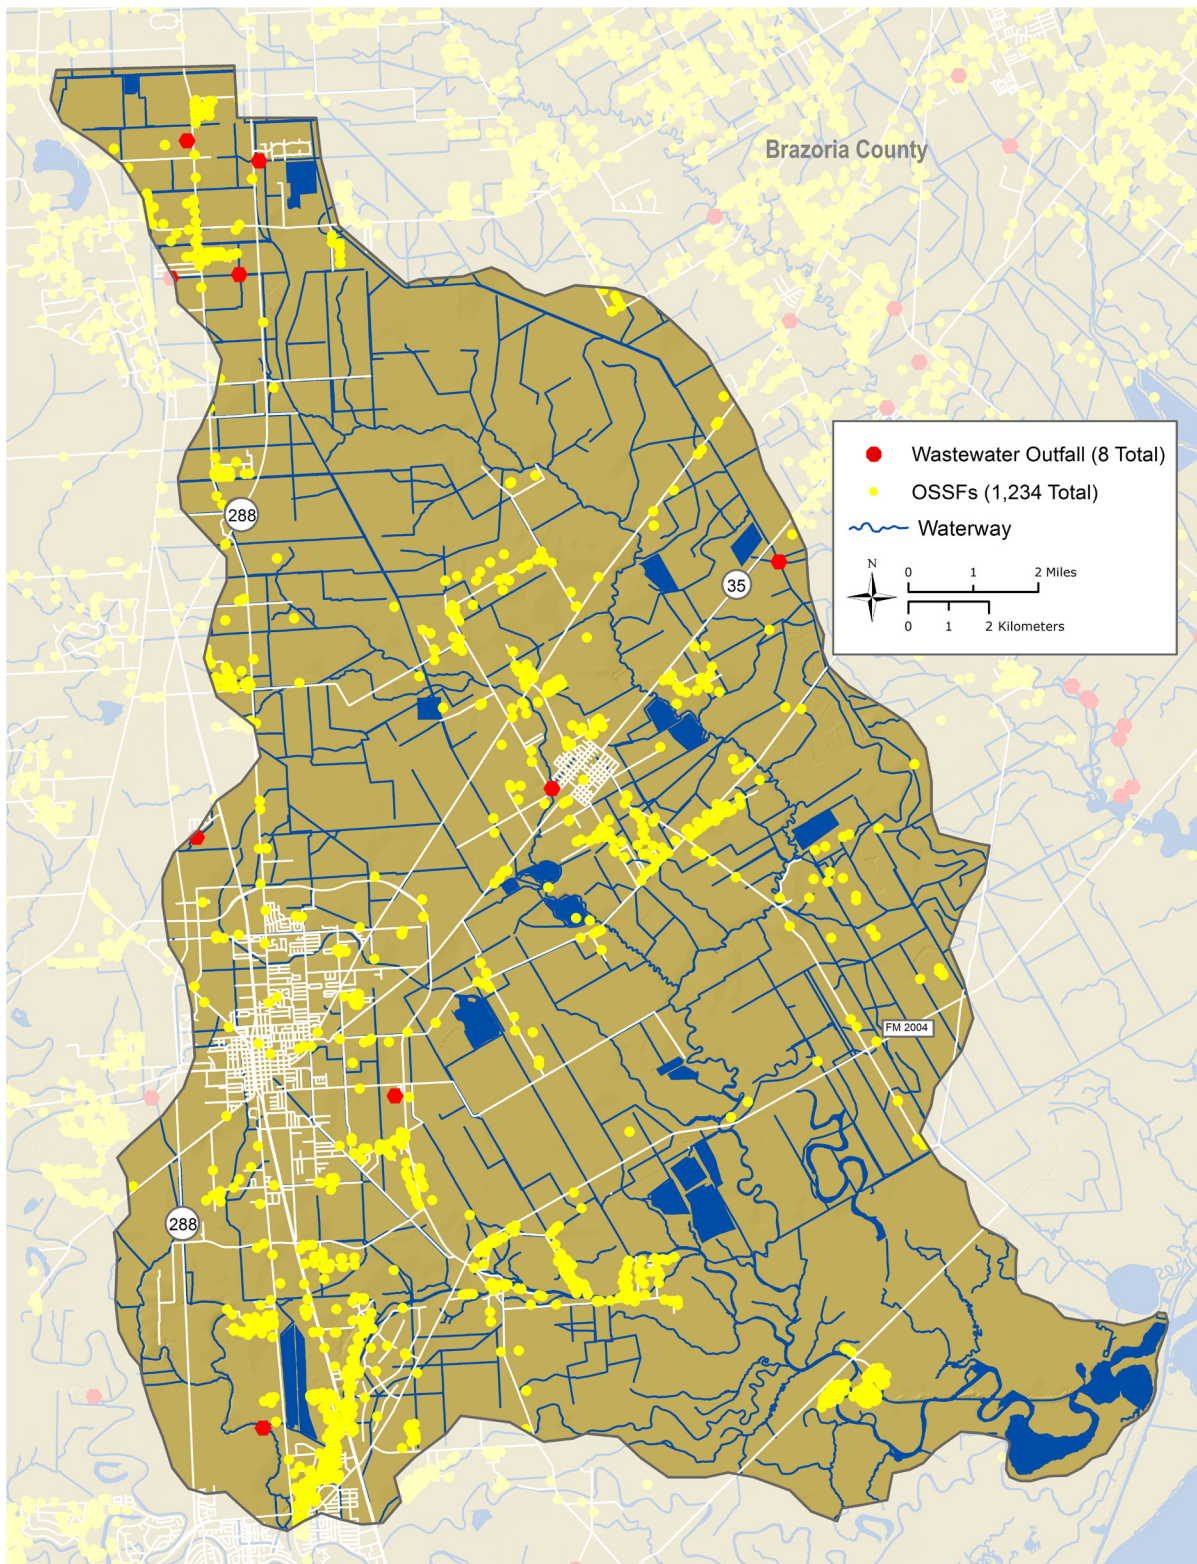 Brazoria County
Wastewater Outfall (8 Total)
OSSFs (1,234 Total)
Waterway
N
0 1 2 Miles
0 1 2 Kilometers
288
35
FM 2004
288